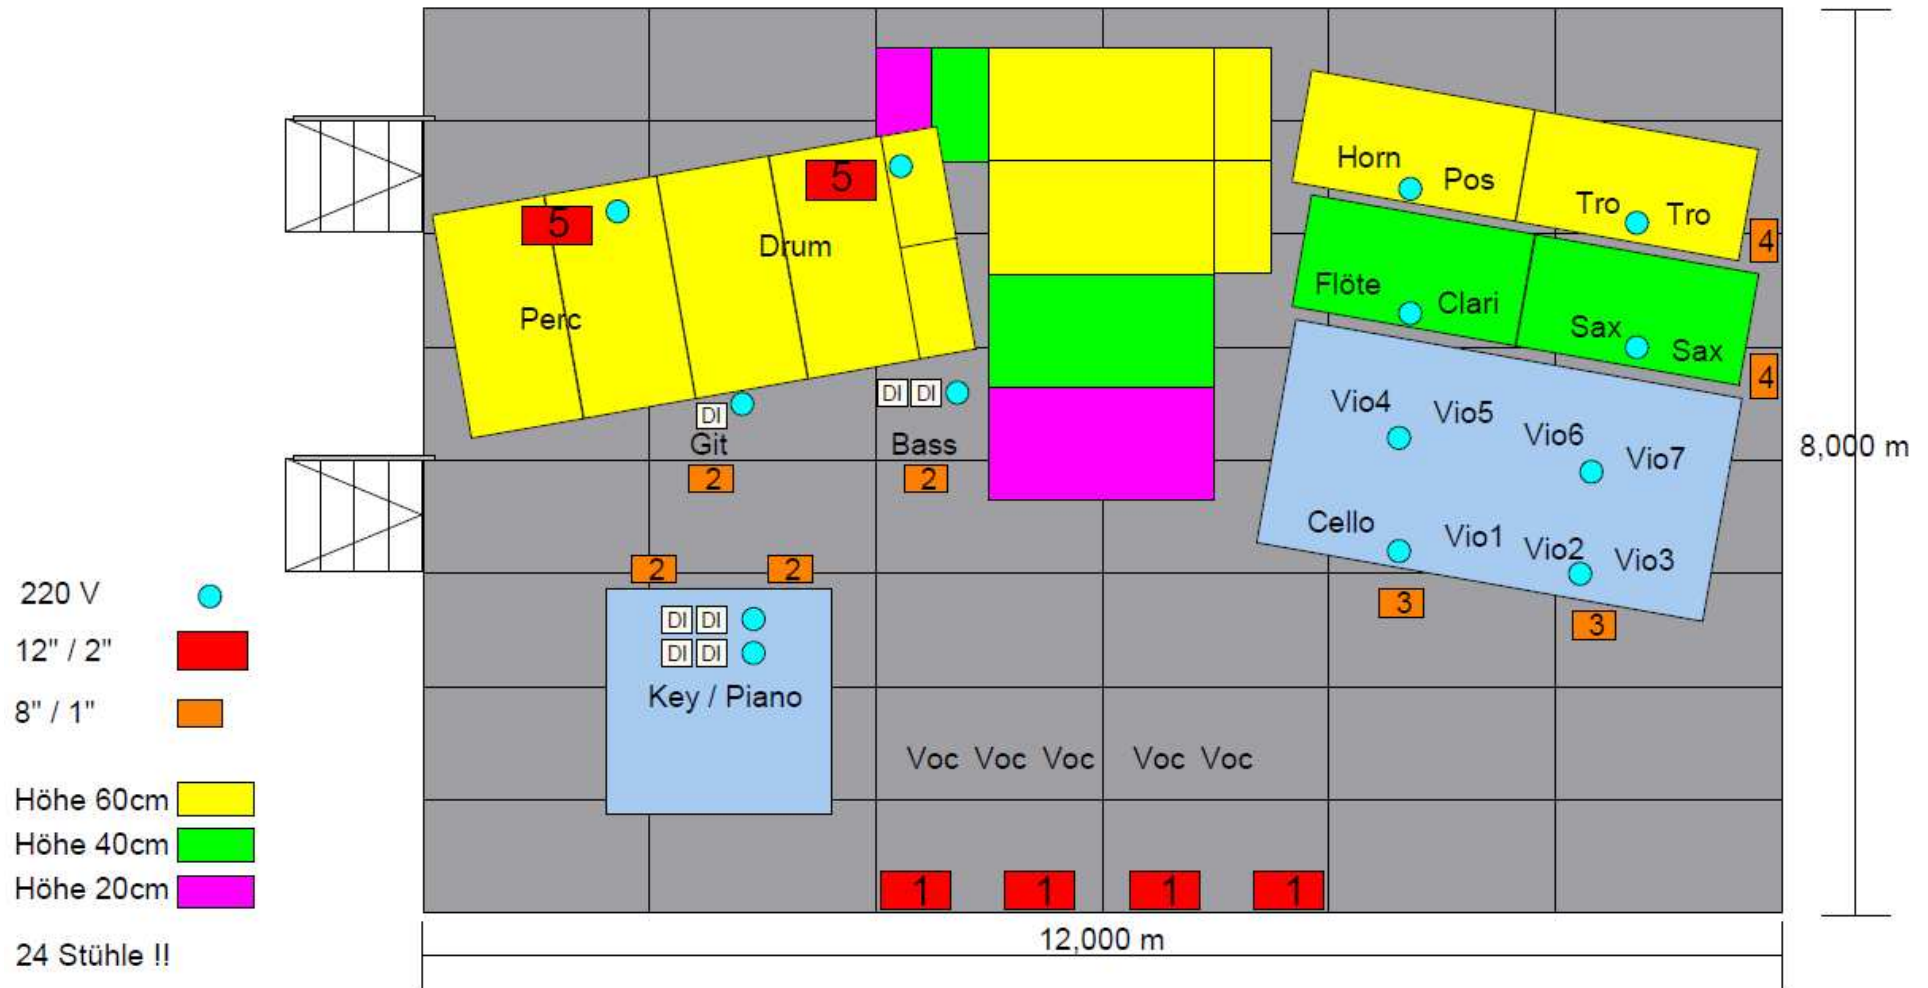 Horn
Pos
Tro
Tro
5
5
Drum
4
Perc
Flöte
Clari
Sax
Sax
4
DI DI
DI
Git
Bass
2
2
Vio4
Vio5
Vio6
Vio7
8,000 m
Cello
Vio1
Vio2
Vio3
2
2
3
3
DI DI
DI DI
Key / Piano
Voc Voc Voc Voc Voc
1 1 1 1
12,000 m
220 V
12" / 2"
8" / 1"
Höhe 60cm
Höhe 40cm
Höhe 20cm
24 Stühle !!